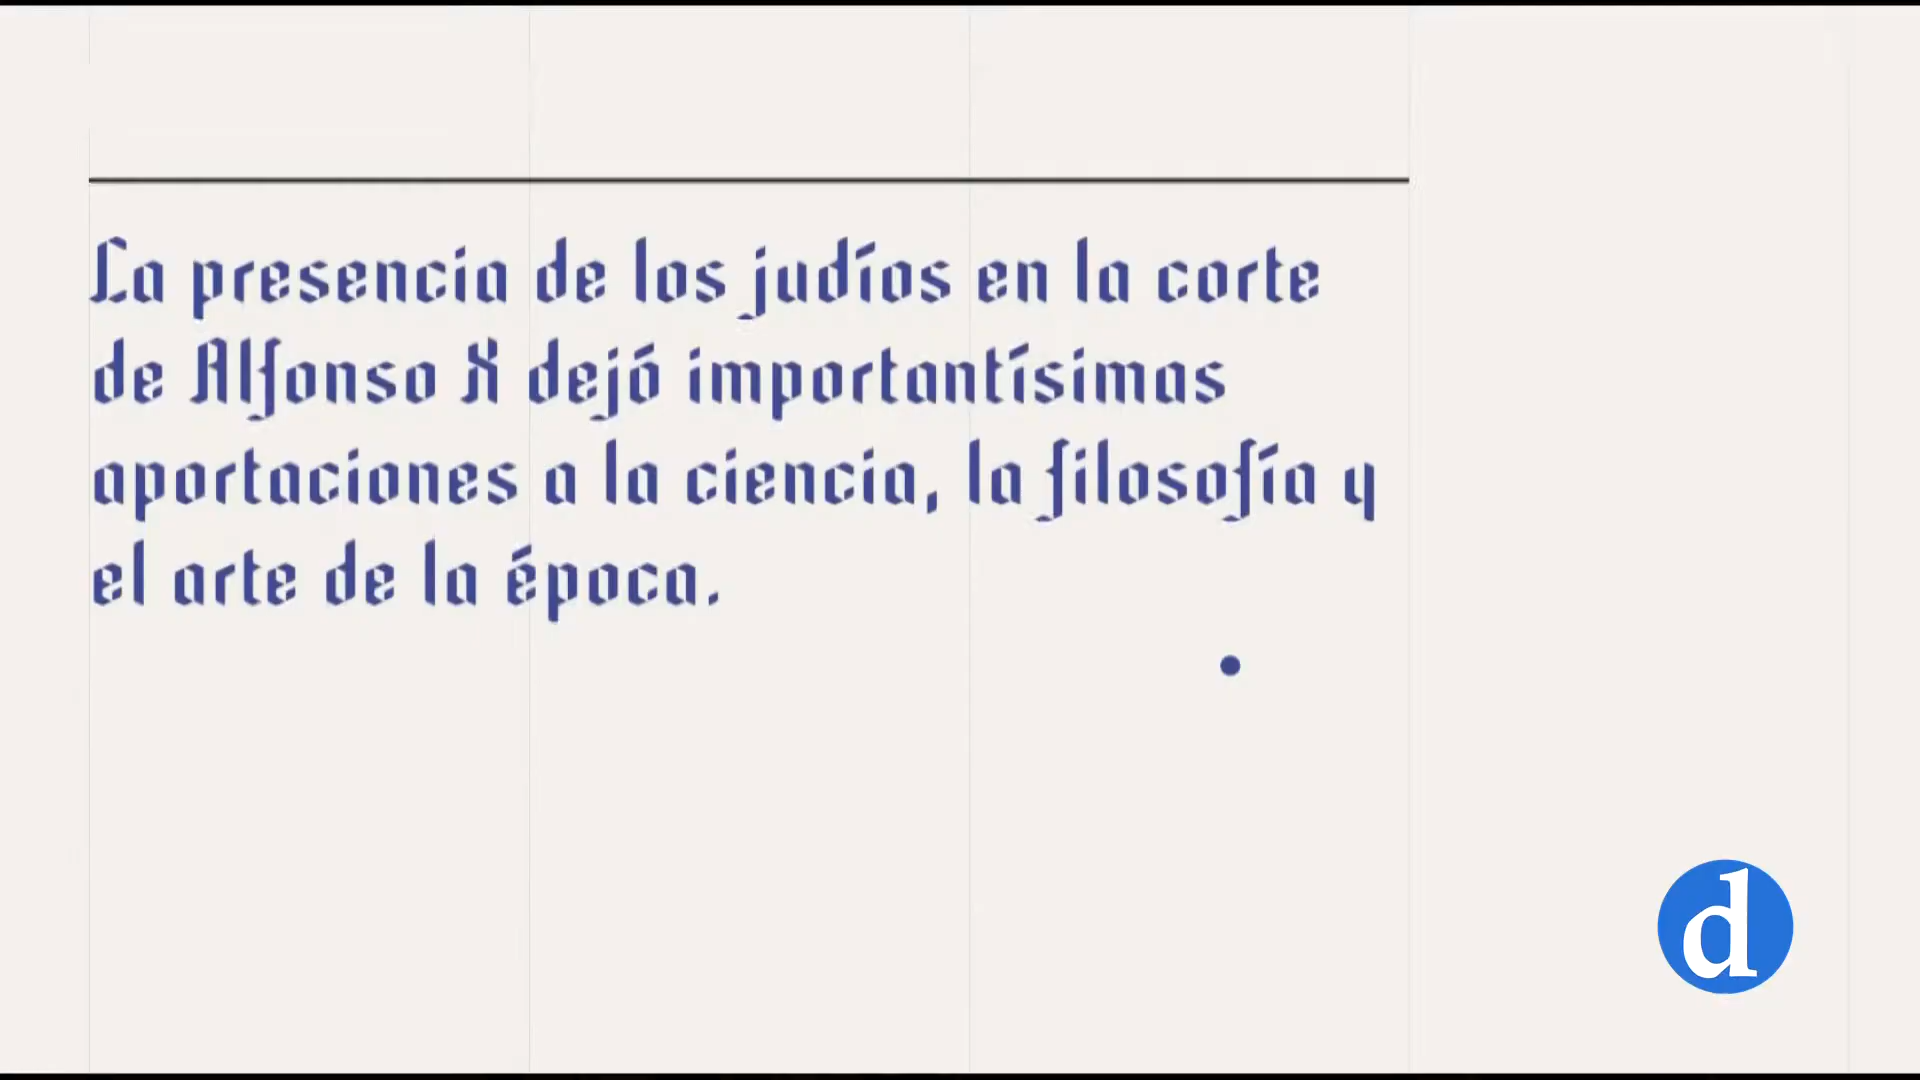 La presencia de los judíos en la corte
de Alfonso X dejó importantísimas
aportaciones a la ciencia, la filosofía y
el arte de la época.
d